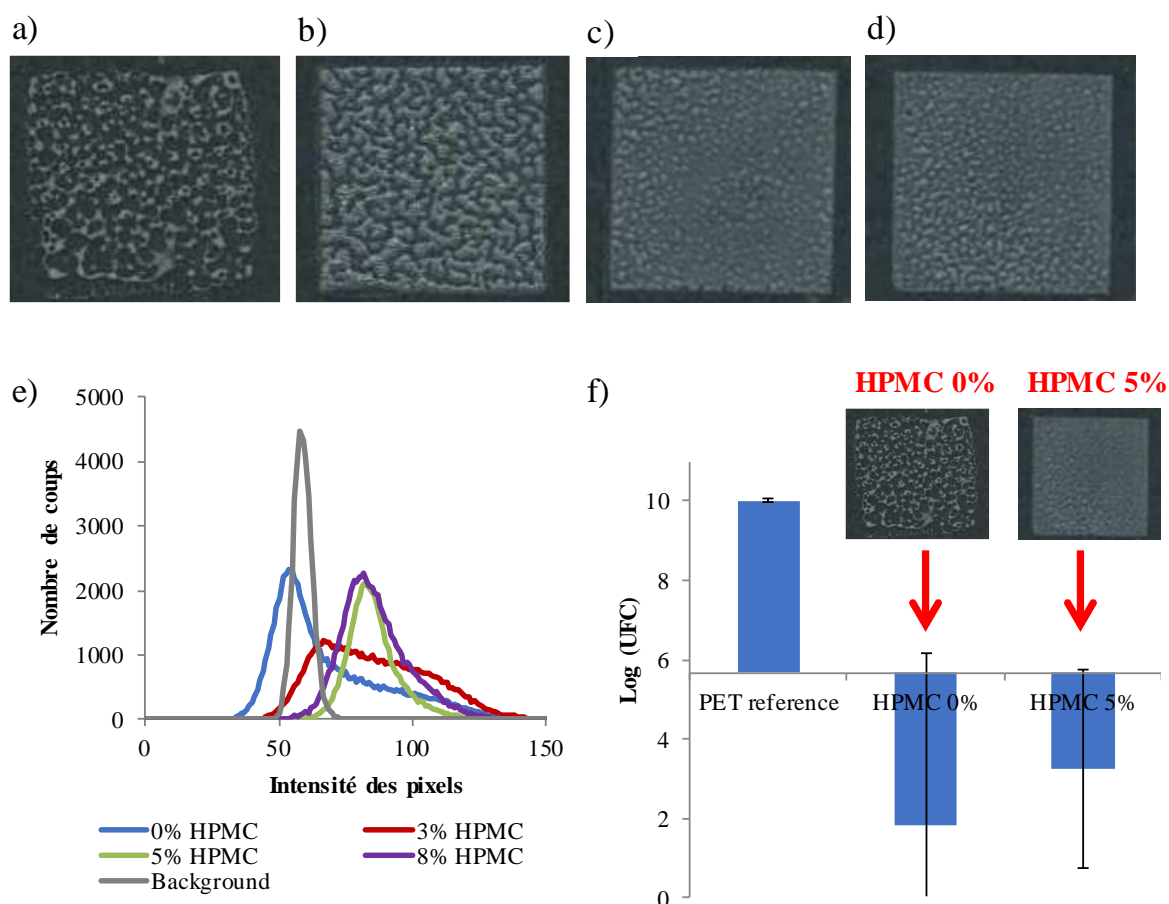 a)
b)
c)
d)
e)
5000
4000
3000
2000
1000
0
Nombre de coups
0
50
100
150
Intensité des pixels
0% HPMC
3% HPMC
5% HPMC
8% HPMC
Background
f)
HPMC 0%
HPMC 5%
10
8
6
4
2
0
Log (UFC)
PET reference
HPMC 0%
HPMC 5%